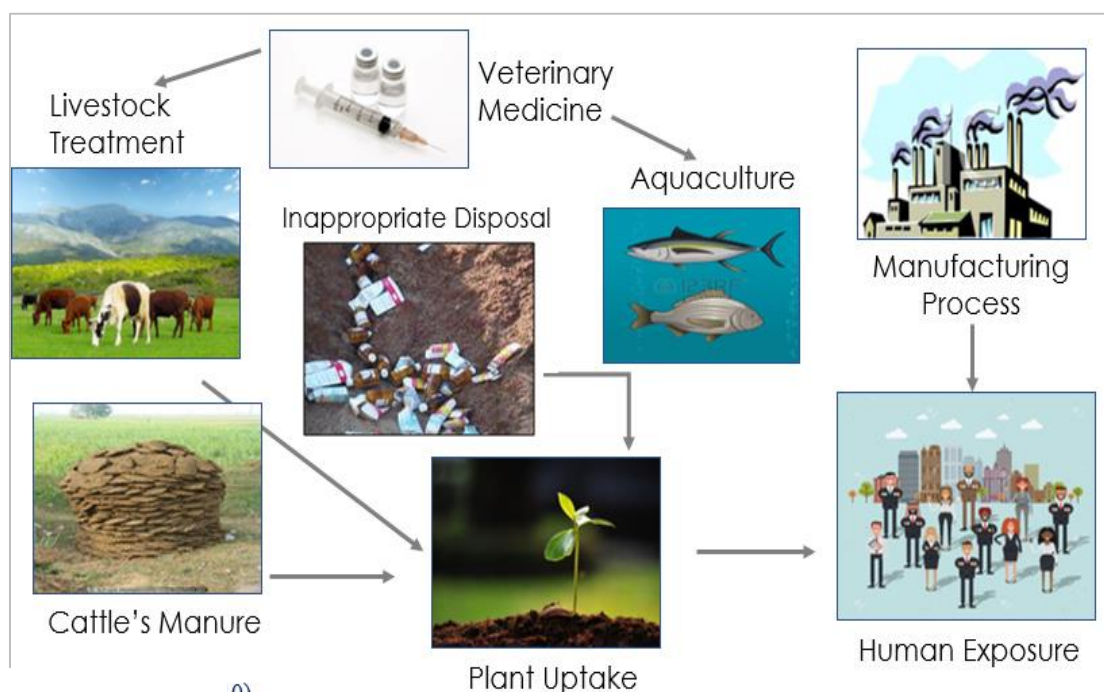 Veterinary
Medicine
Livestock
Treatment
Aquaculture
Inappropriate Disposal
Manufacturing
Process
Cattle's Manure
Plant Uptake
Human Exposure